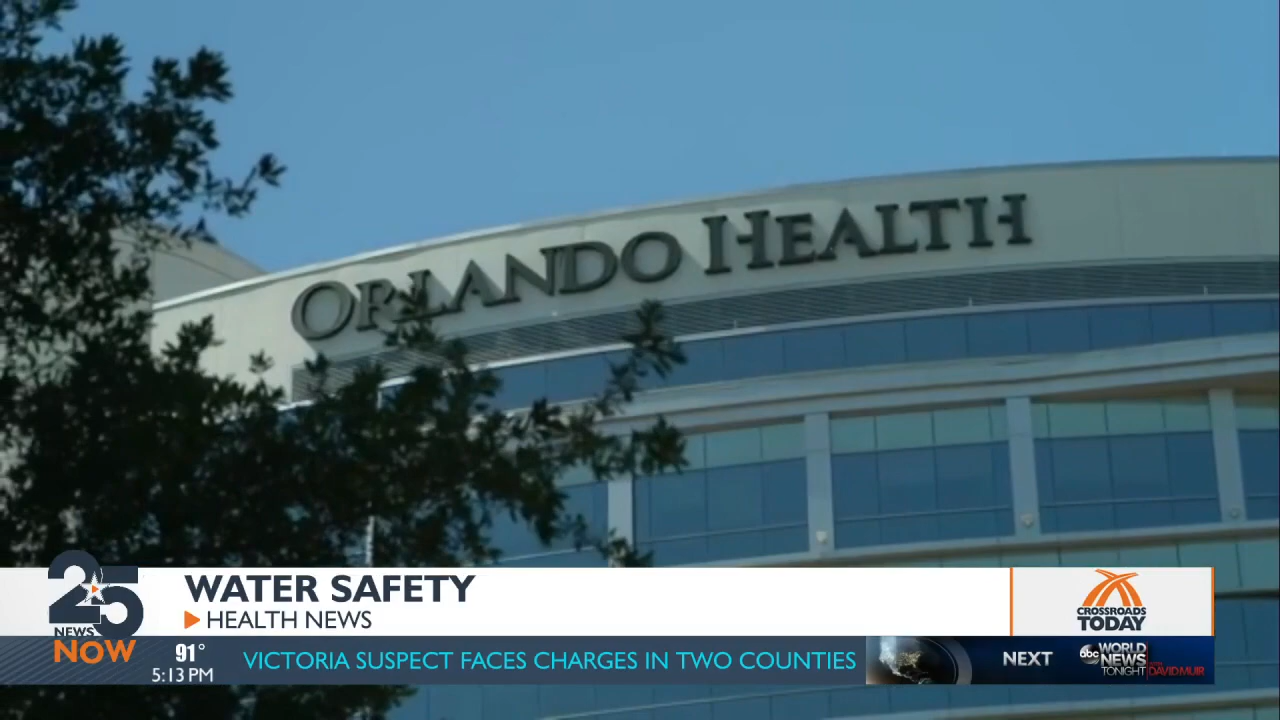 ORLANDO HEALTH
25
NEWS
NOW
WATER SAFETY
HEALTH NEWS
CROSSROADS
TODAY
91°
5:13 PM
VICTORIA SUSPECT FACES CHARGES IN TWO COUNTIES
NEXT
abc WORLD
NEWS
TONIGHT WITH DAVID MUIR